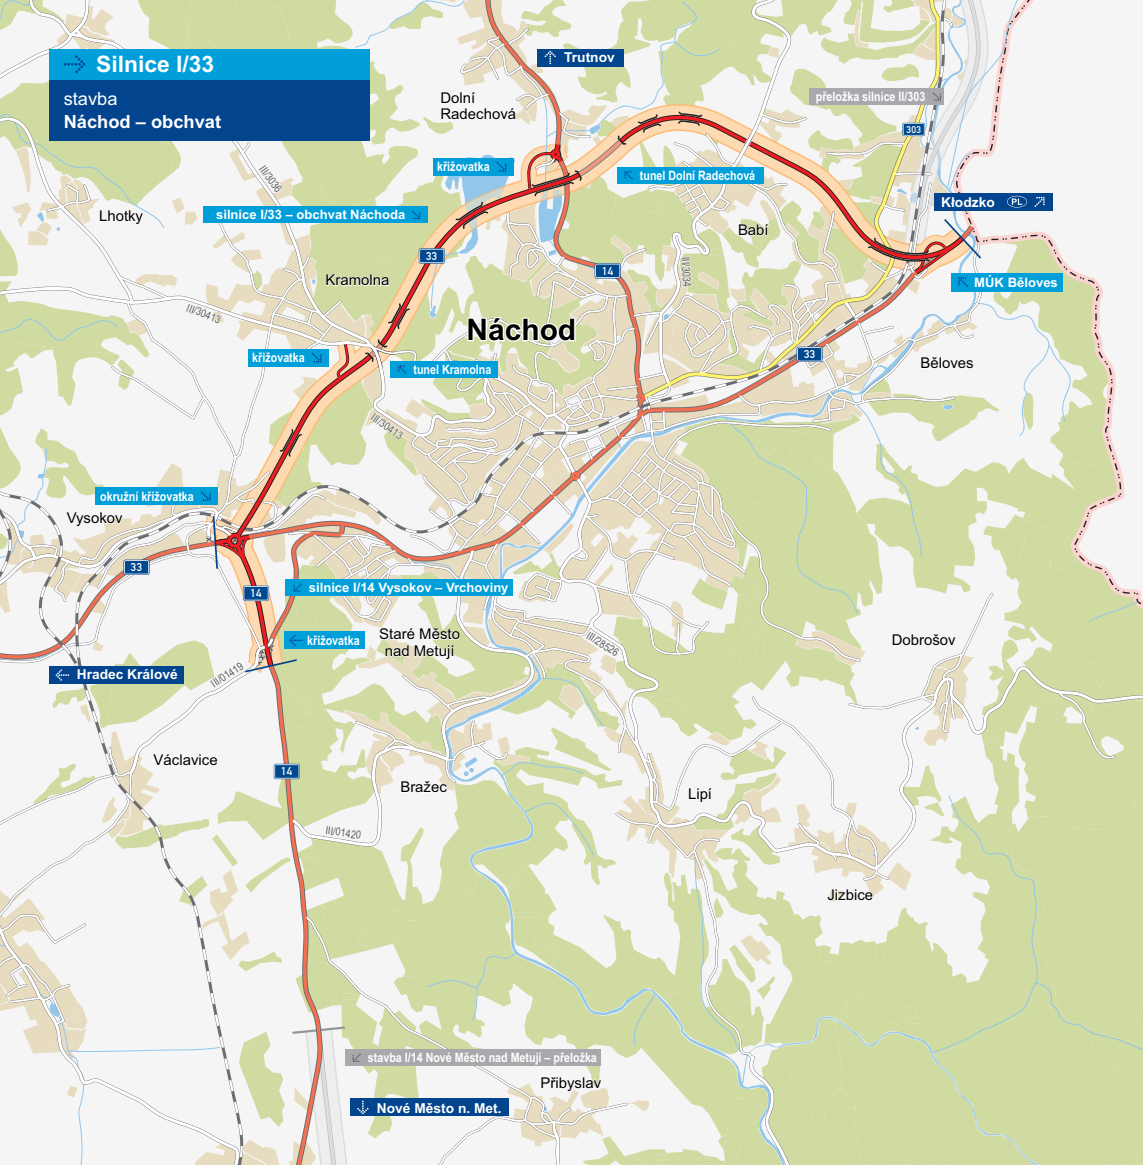 Silnice I/33
stavba
Náchod – obchvat
Trutnov
Dolní
Radechová
přeložka silnice II/303
303
křižovatka
tunel Dolní Radechová
III/3036
Kłodzko PL
Lhotky
silnice I/33 – obchvat Náchoda
Babí
33
14
III/3034
Kramolna
MÚK Běloves
III/30413
Náchod
křižovatka
tunel Kramolna
33
Běloves
III/30413
okružní křižovatka
Vysokov
33
14
silnice I/14 Vysokov – Vrchoviny
křižovatka
Staré Město
nad Metují
III/28526
Dobrošov
Hradec Králové
III/01419
Václavice
14
Bražec
Lipí
III/01420
Jizbice
stavba I/14 Nové Město nad Metují – přeložka
Přibyslav
Nové Město n. Met.